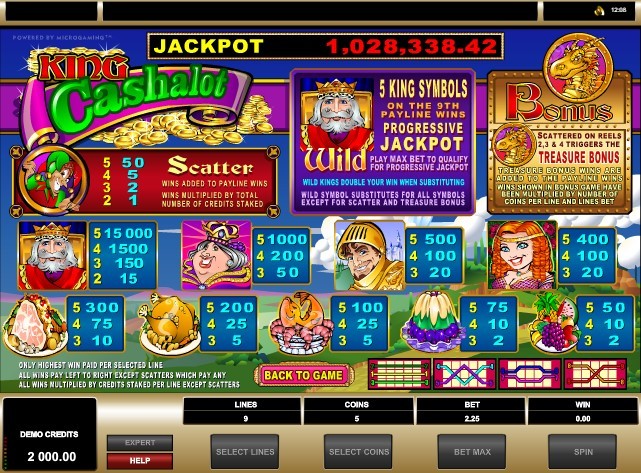 12:08
POWERED BY MICROGAMING™
JACKPOT 1,028,338.42
KING
Cashalot
Wild
5 KING SYMBOLS
ON THE 9TH
PAYLINE WINS
PROGRESSIVE
JACKPOT
PLAY MAX BET TO QUALIFY
FOR PROGRESSIVE JACKPOT
WILD KINGS DOUBLE YOUR WIN WHEN SUBSTITUTING
WILD SYMBOL SUBSTITUTES FOR ALL SYMBOLS
EXCEPT FOR SCATTER AND TREASURE BONUS
Bonus
SCATTERED ON REELS
2,3 & 4 TRIGGERS THE
TREASURE BONUS
TREASURE BONUS WINS ARE
ADDED TO THE PAYLINE WINS.
WINS SHOWN IN BONUS GAME HAVE
BEEN MULTIPLIED BY NUMBER OF
COINS PER LINE AND LINES BET
5 50
4 5
3 2
2 1
Scatter
WINS ADDED TO PAYLINE WINS
WINS MULTIPLIED BY TOTAL
NUMBER OF CREDITS STAKED
5 15000
4 1500
3 150
2 15
5 1000
4 200
3 50
5 500
4 100
3 20
5 400
4 100
3 20
5 300
4 75
3 10
5 200
4 25
3 5
5 100
4 25
3 5
5 75
4 10
3 2
5 50
4 10
3 2
ONLY HIGHEST WIN PAID PER SELECTED LINE.
ALL WINS PAY LEFT TO RIGHT EXCEPT SCATTERS WHICH PAY ANY.
ALL WINS MULTIPLIED BY CREDITS STAKED PER LINE EXCEPT SCATTERS
BACK TO GAME
LINES COINS BET WIN
9 5 2.25 0.00
DEMO CREDITS
2 000.00
EXPERT
HELP
SELECT LINES SELECT COINS BET MAX SPIN